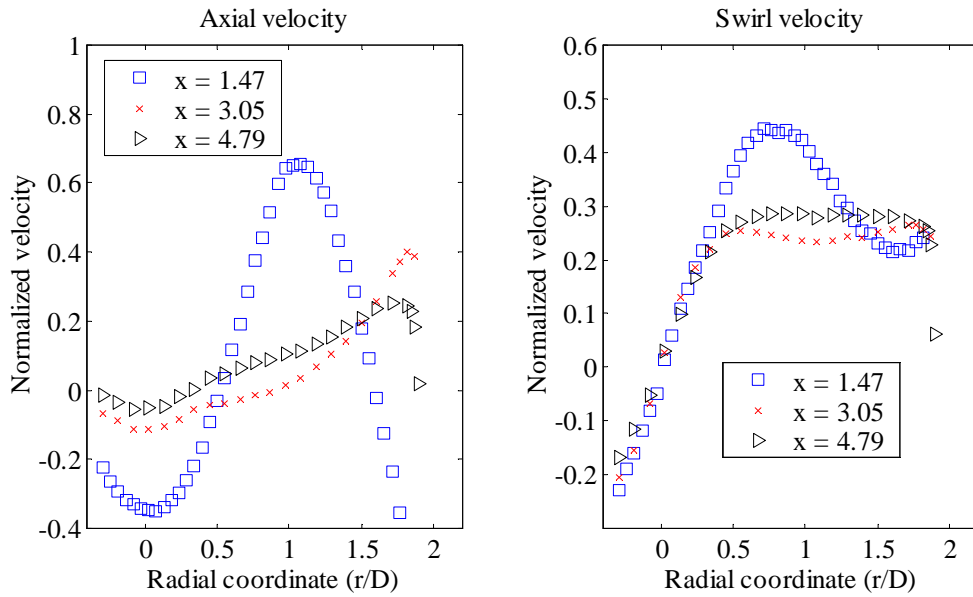 Axial velocity
1
0.8
0.6
0.4
0.2
0
-0.2
-0.4
Normalized velocity
x = 1.47
x = 3.05
x = 4.79
0
0.5
1
1.5
2
Radial coordinate (r/D)
Swirl velocity
0.6
0.5
0.4
0.3
0.2
0
-0.1
-0.2
Normalized velocity
x = 1.47
x = 3.05
x = 4.79
0
0.5
1
1.5
2
Radial coordinate (r/D)